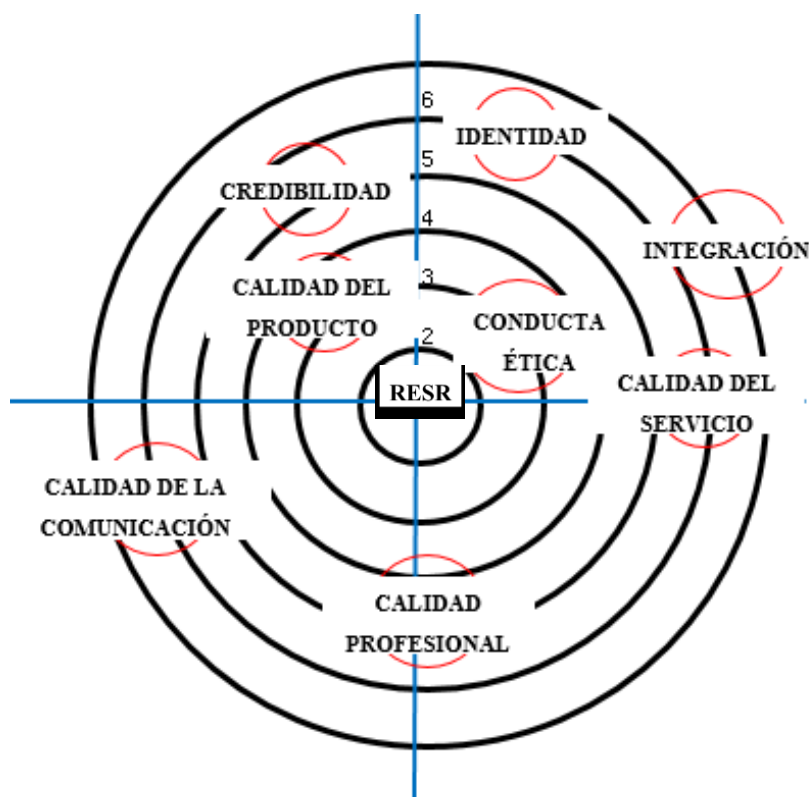 6
IDENTIDAD
5
CREDIBILIDAD
4
INTEGRACIÓN
3
CALIDAD DEL
PRODUCTO
CONDUCTA
ÉTICA
2
RESR
CALIDAD DEL
SERVICIO
CALIDAD DE LA
COMUNICACIÓN
CALIDAD
PROFESIONAL